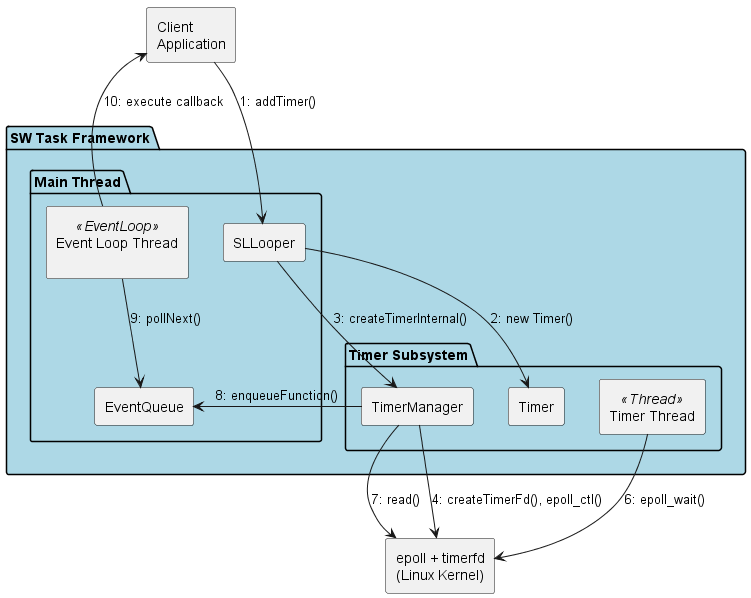 Client
Application
10: execute callback
1: addTimer()
SW Task Framework
Main Thread
«EventLoop»
Event Loop Thread
SLLooper
9: pollNext()
3: createTimerInternal()
2: new Timer()
Timer Subsystem
8: enqueueFunction()
EventQueue
TimerManager
Timer
«Thread»
Timer Thread
7: read()
4: createTimerFd(), epoll_ctl()
6: epoll_wait()
epoll + timerfd
(Linux Kernel)